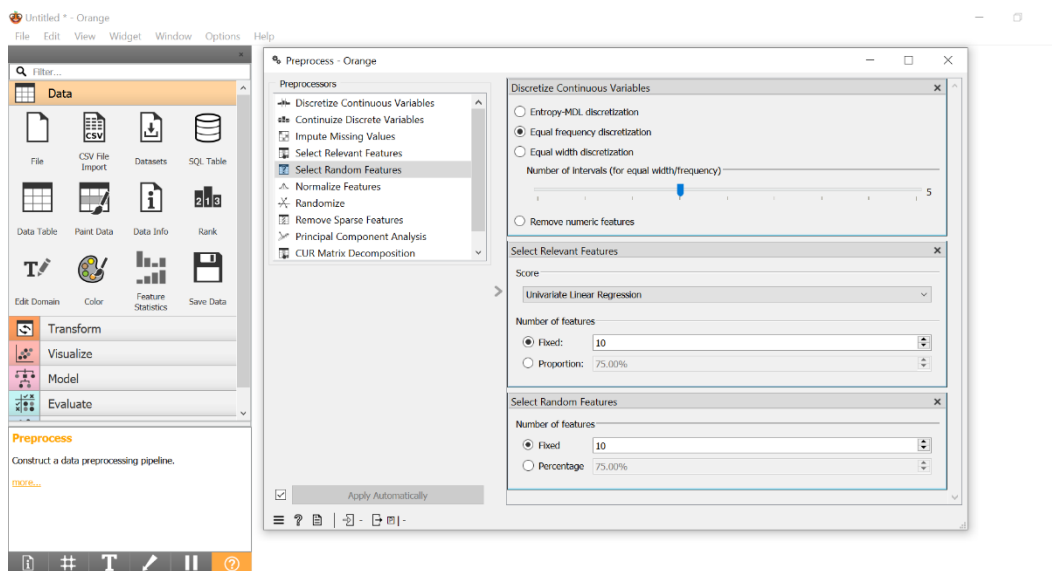 Untitled * - Orange
File Edit View Widget Window Options Help
Filter...
Data
File
CSV File Import
Datasets
SQL Table
Data Table
Paint Data
Data Info
Rank
Edit Domain
Color
Feature Statistics
Save Data
Transform
Visualize
Model
Evaluate
Preprocess
Construct a data preprocessing pipeline.
more...
Preprocess - Orange
Preprocessors
Discretize Continuous Variables
Continuize Discrete Variables
Impute Missing Values
Select Relevant Features
Select Random Features
Normalize Features
Randomize
Remove Sparse Features
Principal Component Analysis
CUR Matrix Decomposition
Apply Automatically
Discretize Continuous Variables
Entropy-MDL discretization
Equal frequency discretization
Equal width discretization
Number of intervals (for equal width/frequency)
5
Remove numeric features
Select Relevant Features
Score
Univariate Linear Regression
Number of features
Fixed: 10
Proportion: 75.00%
Select Random Features
Number of features
Fixed 10
Percentage 75.00%